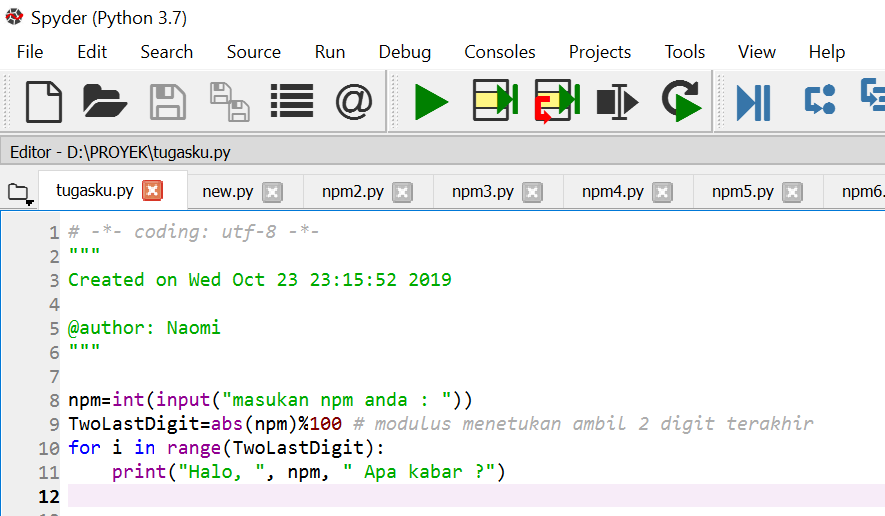 Spyder (Python 3.7)
File Edit Search Source Run Debug Consoles Projects Tools View Help
@
Editor - D:\PROYEK\tugasku.py
tugasku.py new.py npm2.py npm3.py npm4.py npm5.py npm6.
1 # -*- coding: utf-8 -*-
2 """
3 Created on Wed Oct 23 23:15:52 2019
4
5 @author: Naomi
6 """
7
8 npm=int(input("masukan npm anda : "))
9 TwoLastDigit=abs(npm)%100 # modulus menetukan ambil 2 digit terakhir
10 for i in range(TwoLastDigit):
11     print("Halo, ", npm, " Apa kabar ?")
12
13